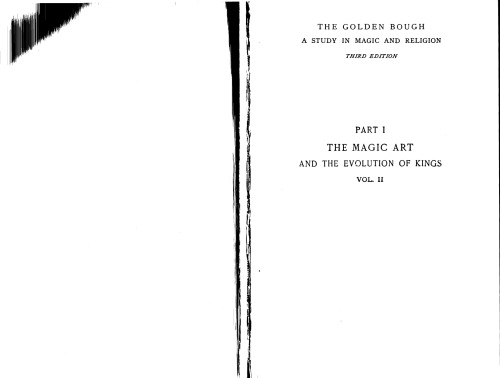 THE GOLDEN BOUGH
A STUDY IN MAGIC AND RELIGION
THIRD EDITION
PART I
THE MAGIC ART
AND THE EVOLUTION OF KINGS
VOL. II